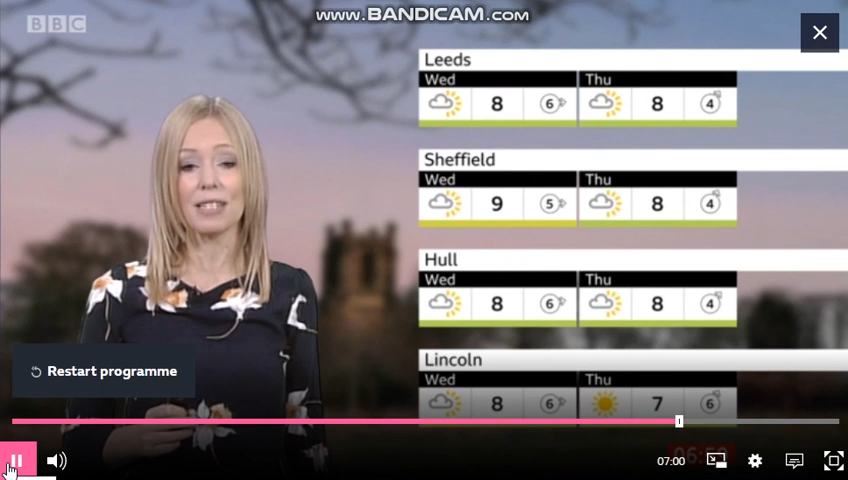 BBC
www.BANDICAM.com
Leeds
Wed Thu
8 6 8 4
Sheffield
Wed Thu
9 5 8 4
Hull
Wed Thu
8 6 8 4
Lincoln
Wed Thu
8 6 7 6
Restart programme
07:00